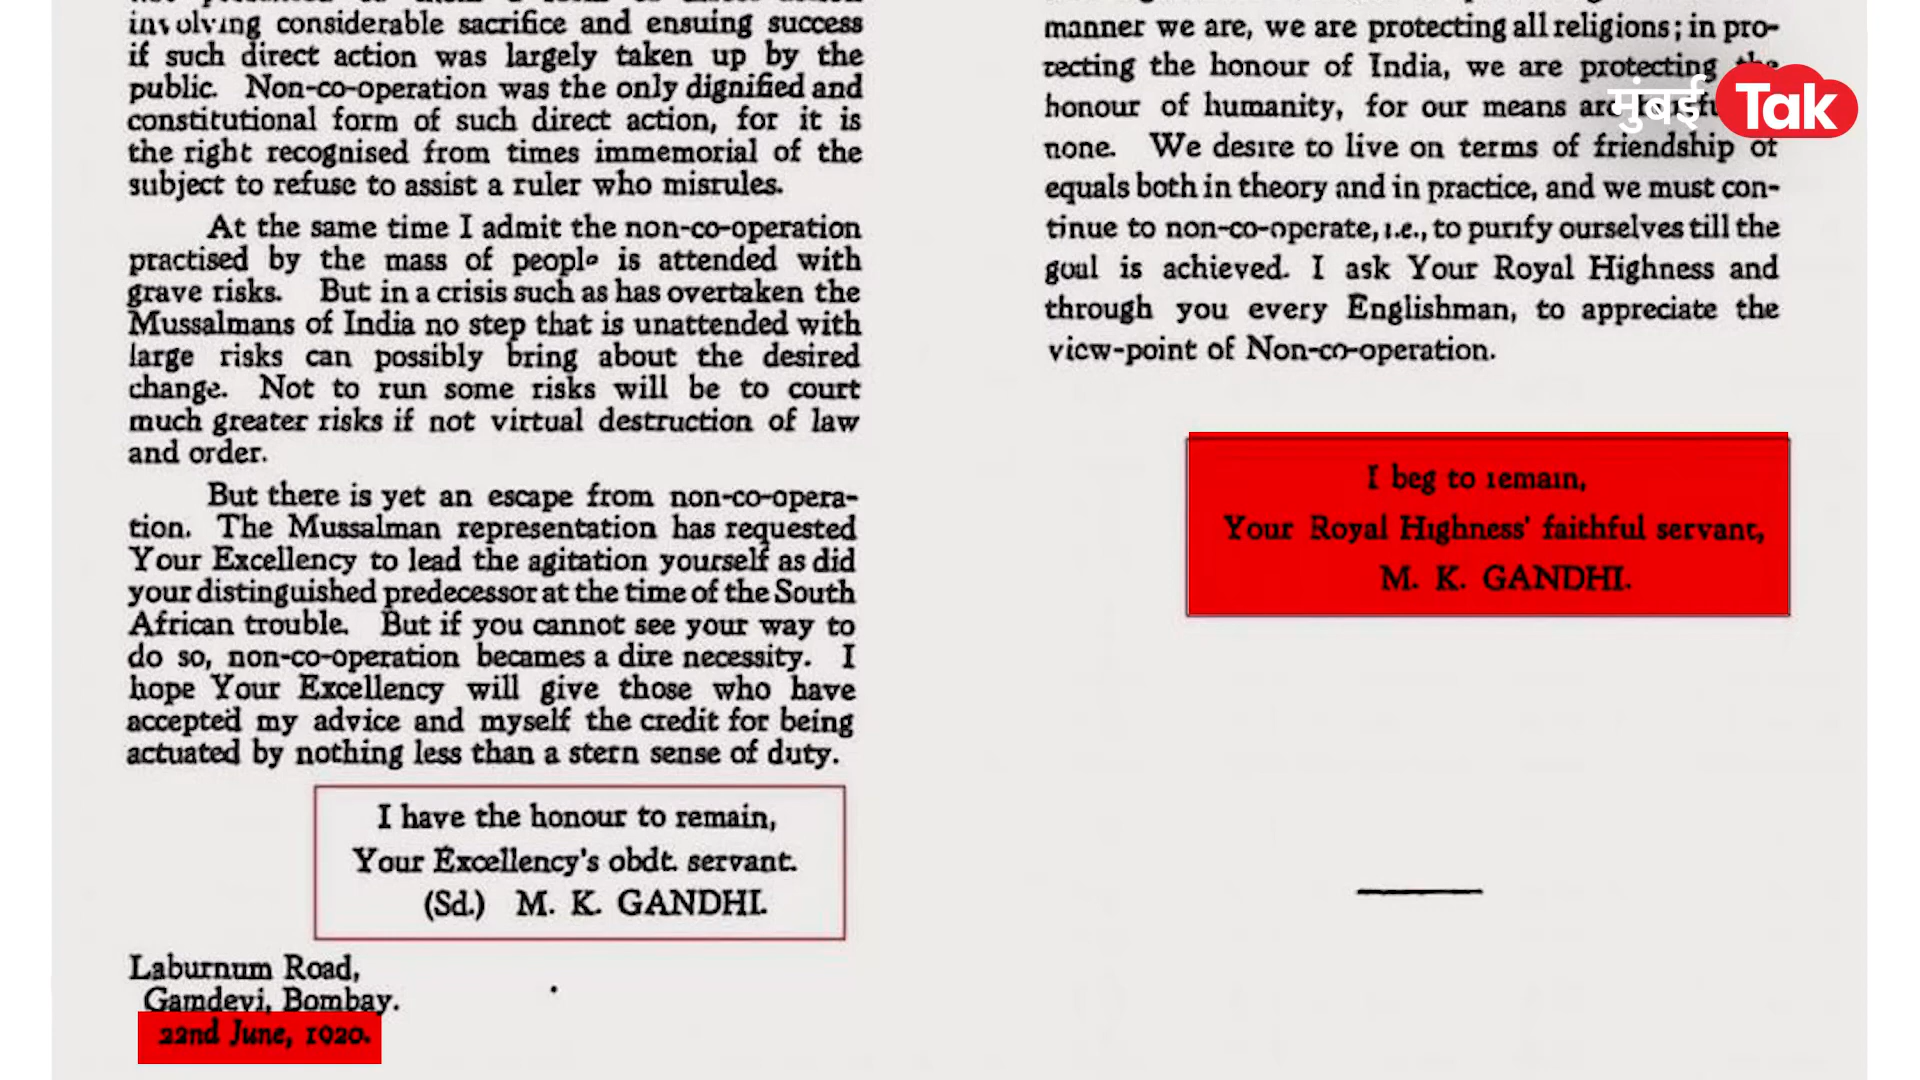 involving considerable sacrifice and ensuing success
if such direct action was largely taken up by the
public. Non-co-operation was the only dignified and
constitutional form of such direct action, for it is
the right recognised from times immemorial of the
subject to refuse to assist a ruler who misrules.
At the same time I admit the non-co-operation
practised by the mass of people is attended with
grave risks. But in a crisis such as has overtaken the
Mussalmans of India no step that is unattended with
large risks can possibly bring about the desired
change. Not to run some risks will be to court
much greater risks if not virtual destruction of law
and order.
But there is yet an escape from non-co-opera-
tion. The Mussalman representation has requested
Your Excellency to lead the agitation yourself as did
your distinguished predecessor at the time of the South
African trouble. But if you cannot see your way to
do so, non-co-operation becames a dire necessity. I
hope Your Excellency will give those who have
accepted my advice and myself the credit for being
actuated by nothing less than a stern sense of duty.
I have the honour to remain,
Your Excellency's obdt. servant.
(Sd.) M. K. GANDHI.
Laburnum Road,
Gamdevi, Bombay.
22nd June, 1920.
manner we are, we are protecting all religions; in pro-
tecting the honour of India, we are protecting the
honour of humanity, for our means are
none. We desire to live on terms of friendship of
equals both in theory and in practice, and we must con-
tinue to non-co-operate, i.e., to purify ourselves till the
goal is achieved. I ask Your Royal Highness and
through you every Englishman, to appreciate the
view-point of Non-co-operation.
I beg to remain,
Your Royal Highness' faithful servant,
M. K. GANDHI.
मुंबई Tak